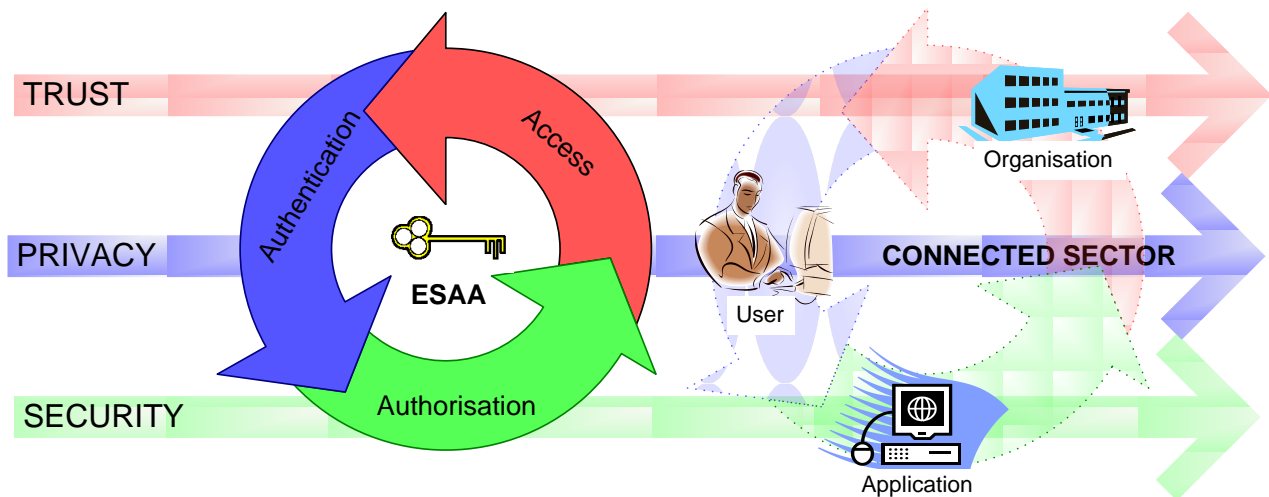 TRUST
Authentication
Access
Organisation
PRIVACY
ESAA
CONNECTED SECTOR
User
SECURITY
Authorisation
Application